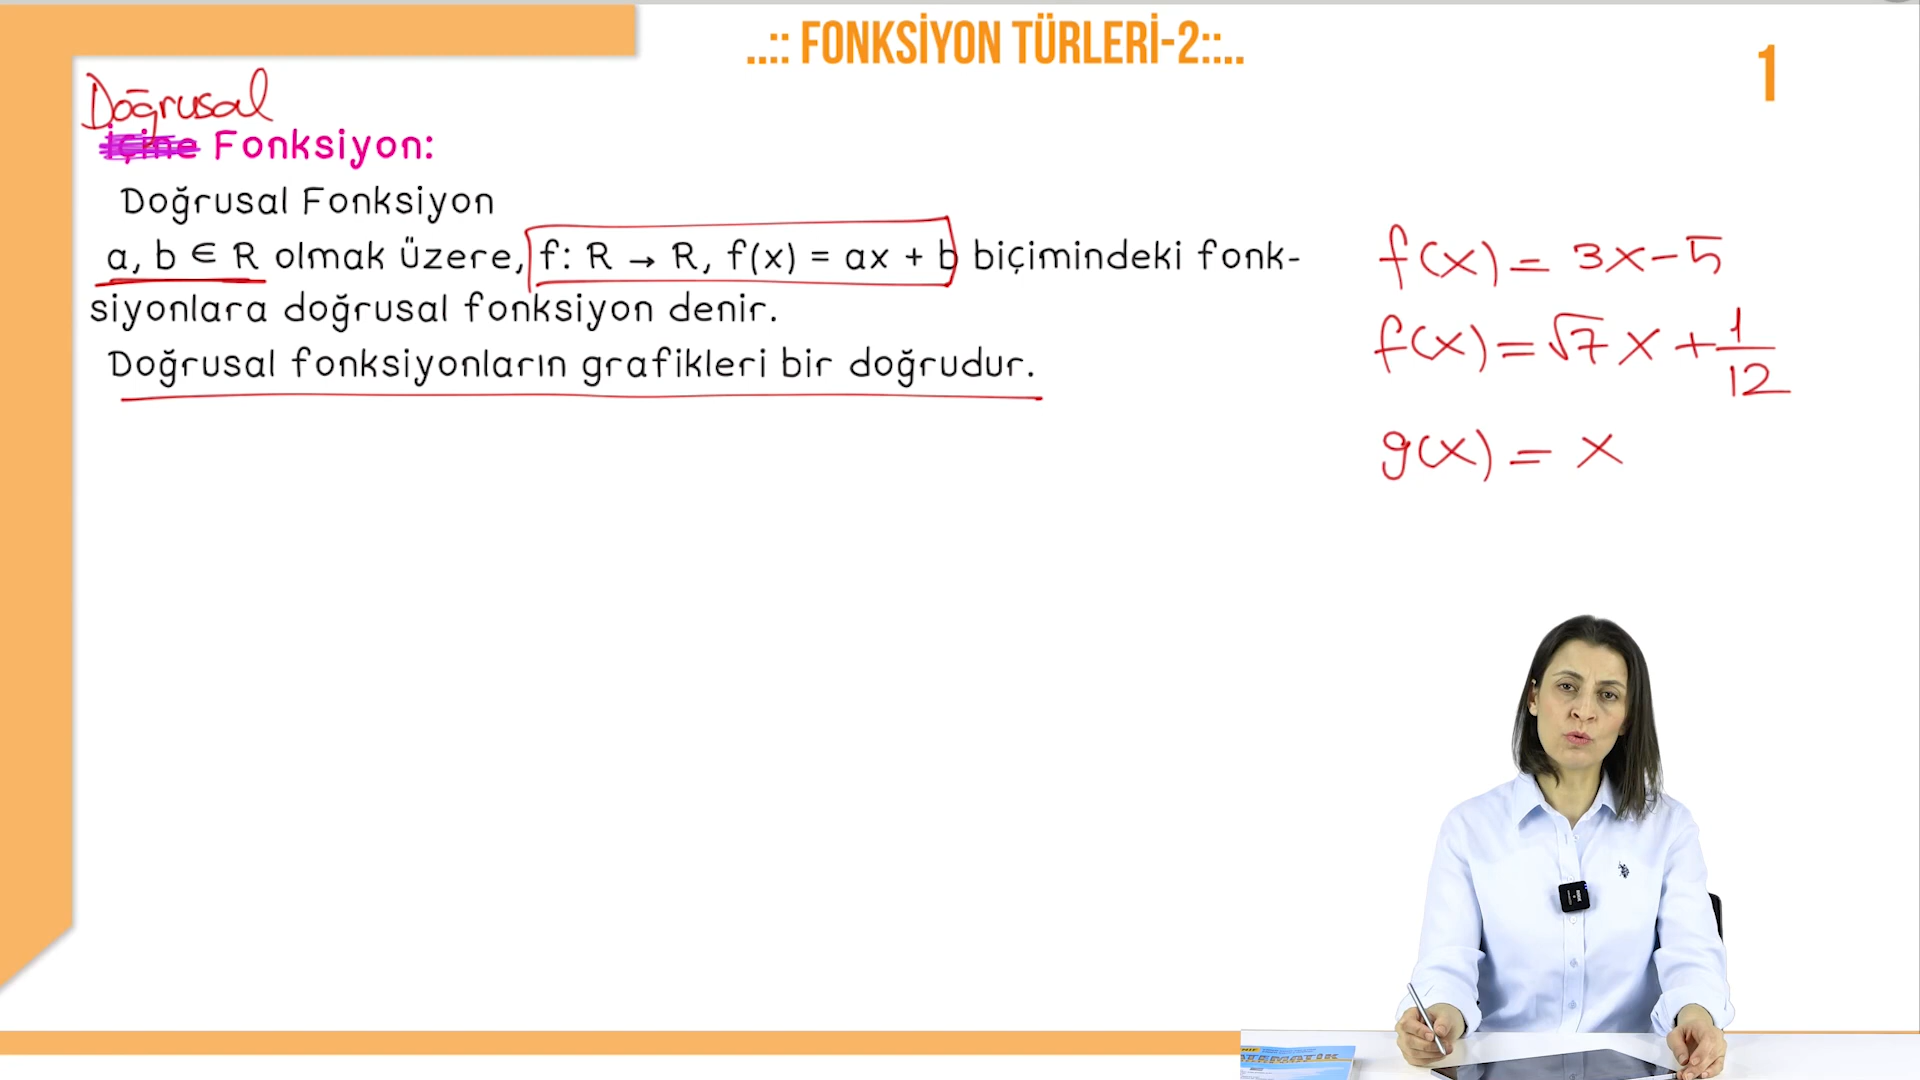 ..:: FONKSİYON TÜRLERİ-2::..
1
Doğrusal
İçine Fonksiyon:
Doğrusal Fonksiyon
a, b ∈ R olmak üzere, f: R → R, f(x) = ax + b biçimindeki fonk-
siyonlara doğrusal fonksiyon denir.
Doğrusal fonksiyonların grafikleri bir doğrudur.
f(x) = 3x-5
f(x) = √7 x + 1/12
g(x) = x